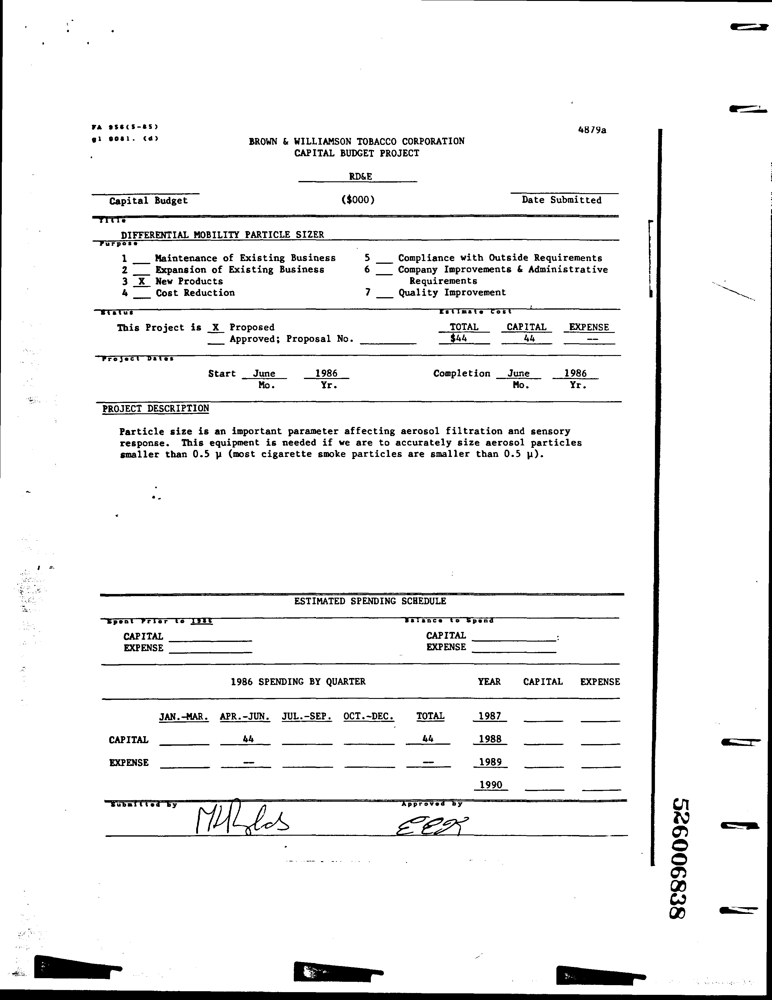 FA 956(5-85)
gl 0081. (d)
4879a
BROWN & WILLIAMSON TOBACCO CORPORATION
CAPITAL BUDGET PROJECT
RD&E
Capital Budget ($000) Date Submitted
Title
DIFFERENTIAL MOBILITY PARTICLE SIZER
Purpose
1 ___ Maintenance of Existing Business 5 ___ Compliance with Outside Requirements
2 ___ Expansion of Existing Business 6 ___ Company Improvements & Administrative
3 X New Products Requirements
4 ___ Cost Reduction 7 ___ Quality Improvement
Status Estimate Cost
This Project is X Proposed TOTAL CAPITAL EXPENSE
___ Approved; Proposal No. ________ $44 44 --
Project Dates
Start June 1986 Completion June 1986
Mo. Yr. Mo. Yr.
PROJECT DESCRIPTION
Particle size is an important parameter affecting aerosol filtration and sensory
response. This equipment is needed if we are to accurately size aerosol particles
smaller than 0.5 µ (most cigarette smoke particles are smaller than 0.5 µ).
ESTIMATED SPENDING SCHEDULE
Spent Prior to 1986 Balance to Spend
CAPITAL ________ CAPITAL ________
EXPENSE ________ EXPENSE ________
1986 SPENDING BY QUARTER YEAR CAPITAL EXPENSE
JAN.-MAR. APR.-JUN. JUL.-SEP. OCT.-DEC. TOTAL 1987
CAPITAL 44 44 1988
EXPENSE -- -- 1989
1990
Submitted by Approved by
526006838